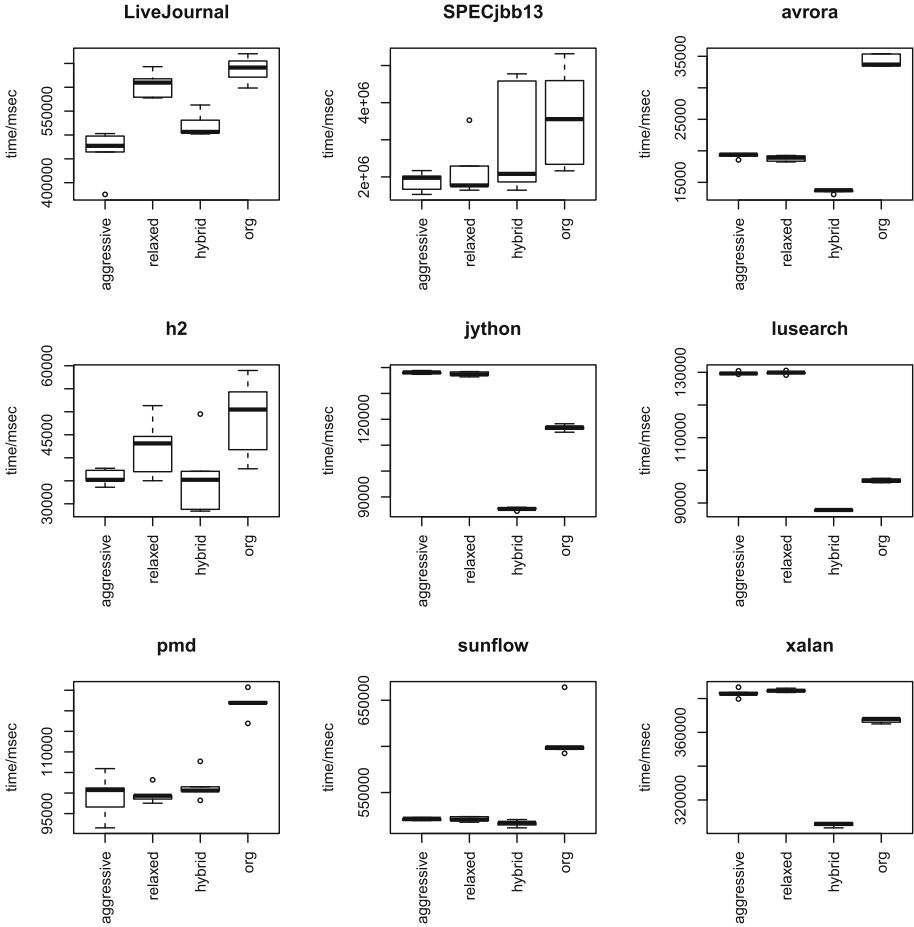 LiveJournal
time/msec
400000
550000
aggressive
relaxed
hybrid
org
SPECjbb13
time/msec
2e+06
4e+06
aggressive
relaxed
hybrid
org
avrora
time/msec
15000
25000
35000
aggressive
relaxed
hybrid
org
h2
time/msec
30000
45000
60000
aggressive
relaxed
hybrid
org
jython
time/msec
90000
120000
aggressive
relaxed
hybrid
org
lusearch
time/msec
90000
110000
130000
aggressive
relaxed
hybrid
org
pmd
time/msec
95000
110000
aggressive
relaxed
hybrid
org
sunflow
time/msec
550000
650000
aggressive
relaxed
hybrid
org
xalan
time/msec
320000
360000
aggressive
relaxed
hybrid
org